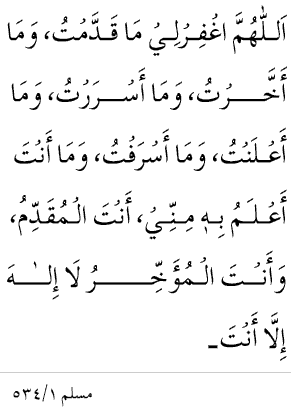 اَللّٰهُمَّ اغْفِرْلِيْ مَا قَدَّمْتُ، وَمَا
أَخَّرْتُ، وَمَا أَسْرَرْتُ، وَمَا
أَعْلَنْتُ، وَمَا أَسْرَفْتُ، وَمَا أَنْتَ
أَعْلَمُ بِهٖ مِنِّيْ، أَنْتَ الْمُقَدِّمُ،
وَأَنْتَ الْمُؤَخِّرُ لَا إِلٰهَ
إِلَّا أَنْتَ۔
مسلم ٥٣٤/١